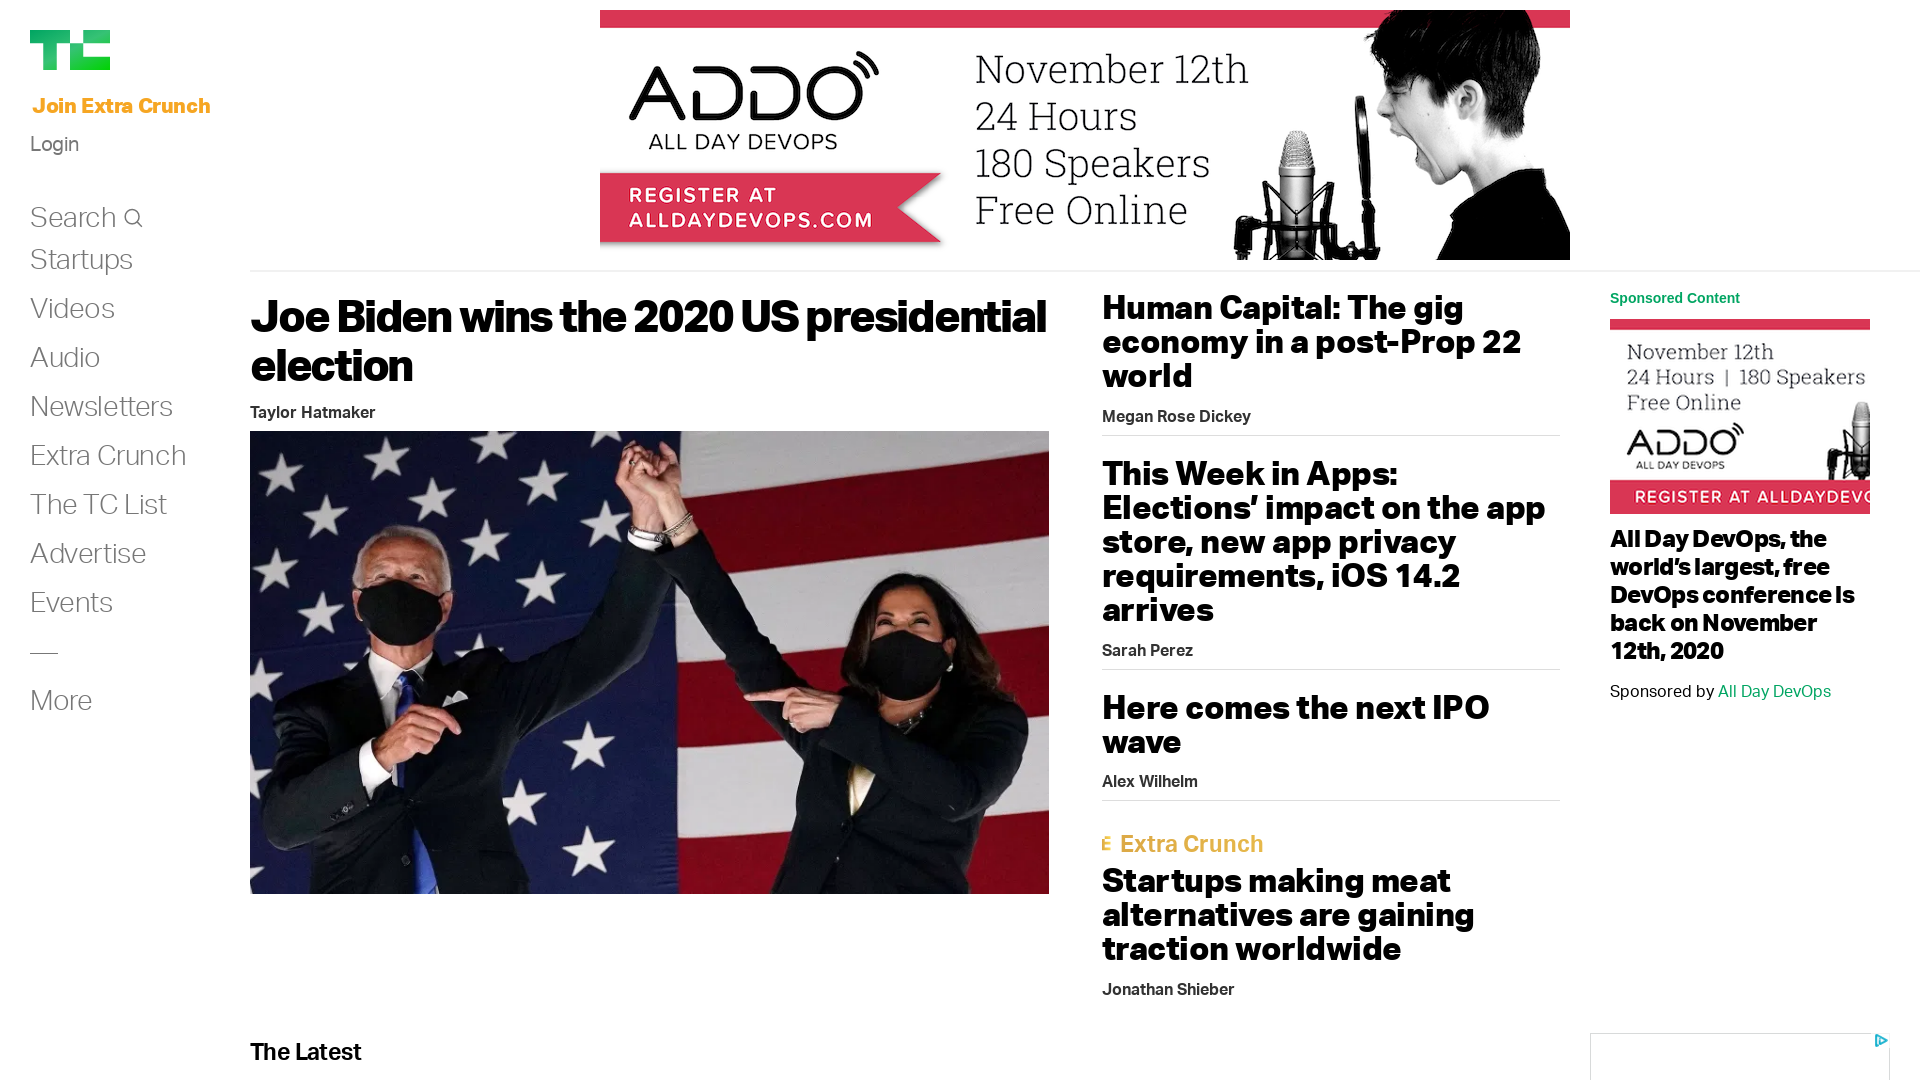 TC
Join Extra Crunch
Login
Search
Startups
Videos
Audio
Newsletters
Extra Crunch
The TC List
Advertise
Events
—
More
ADDO
ALL DAY DEVOPS
REGISTER AT
ALLDAYDEVOPS.COM
November 12th
24 Hours
180 Speakers
Free Online
Joe Biden wins the 2020 US presidential
election
Taylor Hatmaker
Human Capital: The gig
economy in a post-Prop 22
world
Megan Rose Dickey
This Week in Apps:
Elections’ impact on the app
store, new app privacy
requirements, iOS 14.2
arrives
Sarah Perez
Here comes the next IPO
wave
Alex Wilhelm
Extra Crunch
Startups making meat
alternatives are gaining
traction worldwide
Jonathan Shieber
Sponsored Content
November 12th
24 Hours | 180 Speakers
Free Online
ADDO
ALL DAY DEVOPS
REGISTER AT ALLDAYDEVO
All Day DevOps, the
world’s largest, free
DevOps conference Is
back on November
12th, 2020
Sponsored by All Day DevOps
The Latest